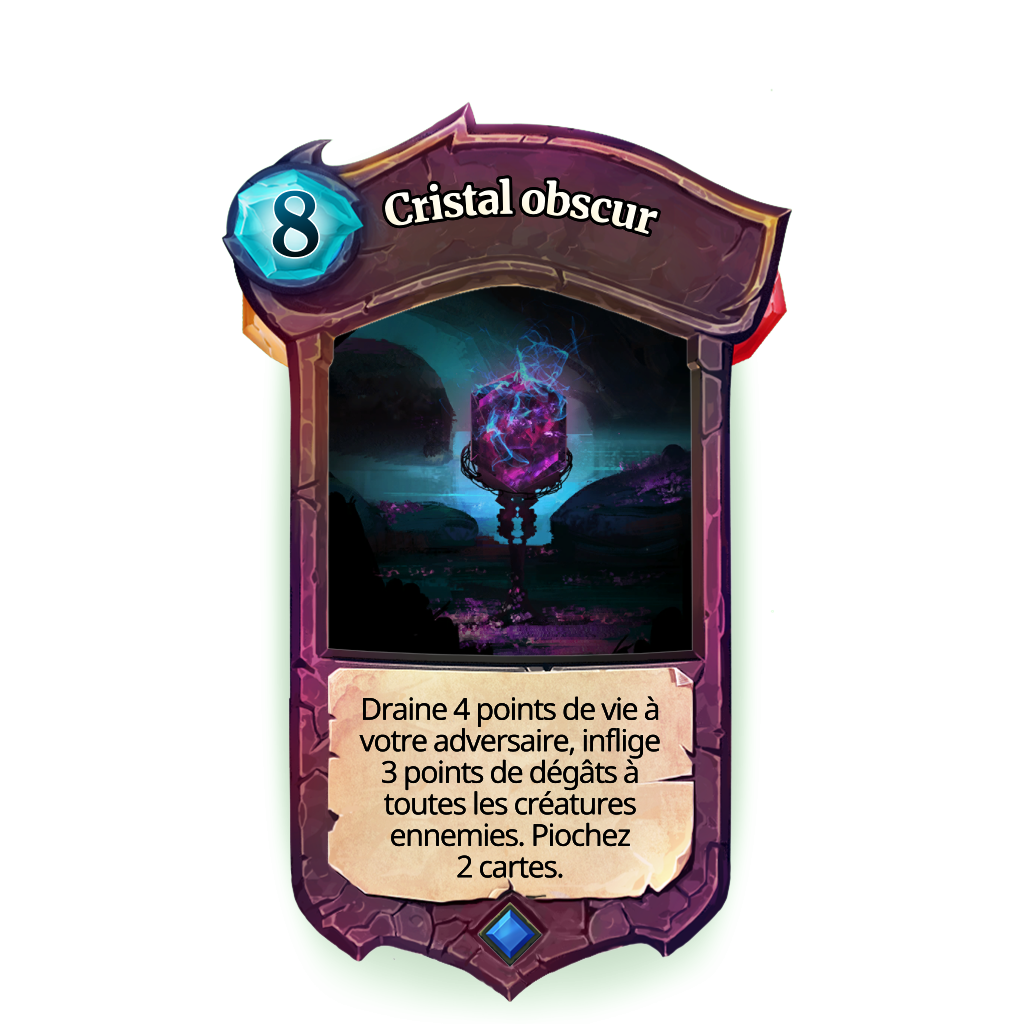 8
Cristal obscur
Draine 4 points de vie à
votre adversaire, inflige
3 points de dégâts à
toutes les créatures
ennemies. Piochez
2 cartes.